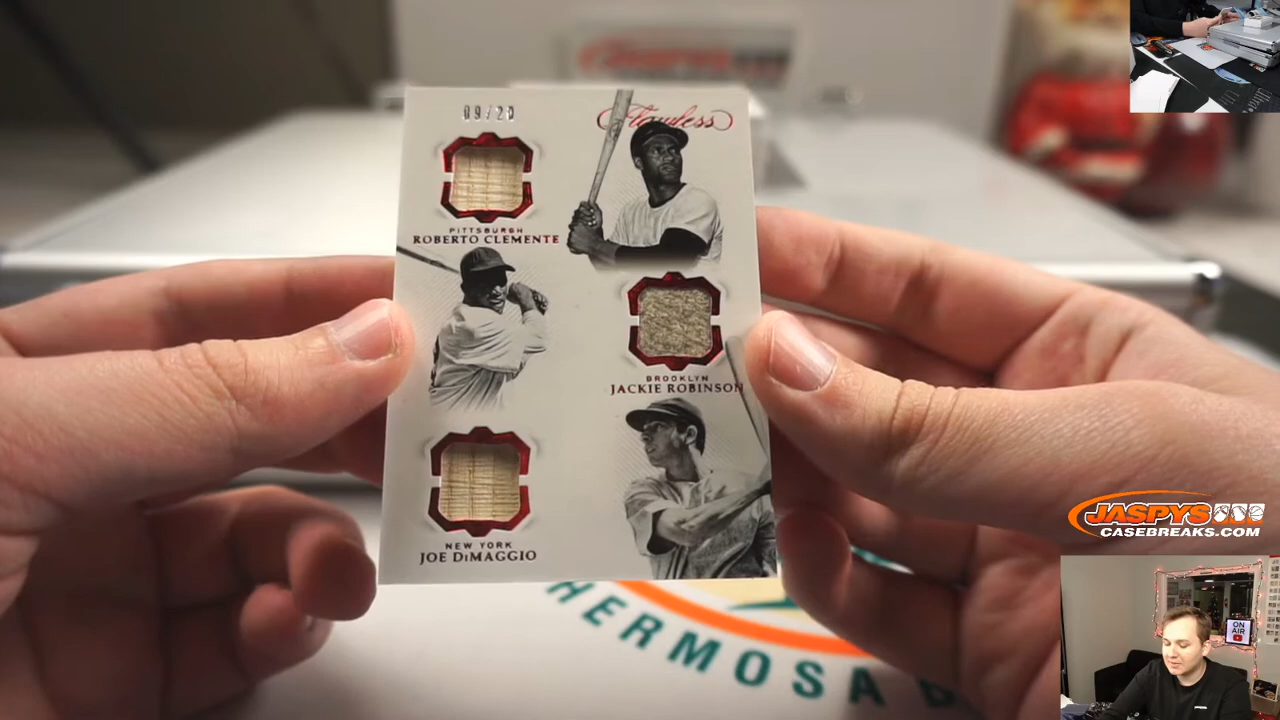 09/20
Flawless
PITTSBURGH
ROBERTO CLEMENTE
BROOKLYN
JACKIE ROBINSON
NEW YORK
JOE DiMAGGIO
HERMOSA B
JASPYS
CASEBREAKS.COM
ON
AIR